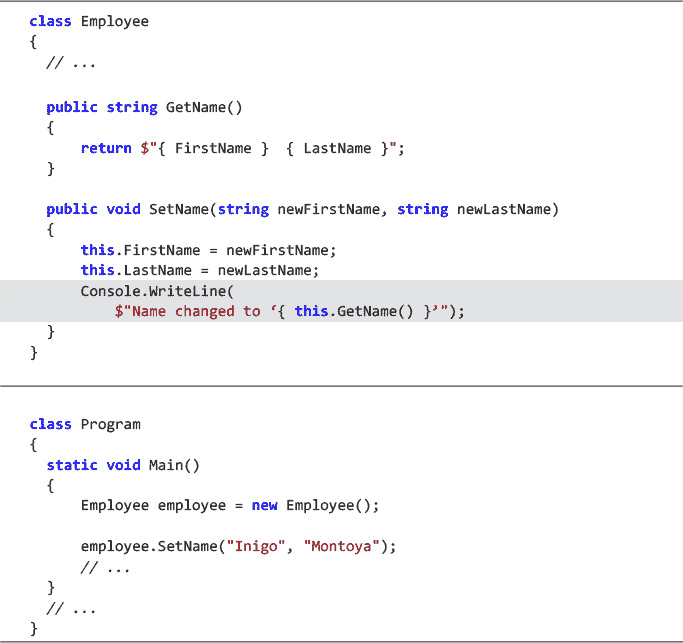 class Employee
{
  // ...
  public string GetName()
  {
      return $"{ FirstName }  { LastName }";
  }
  public void SetName(string newFirstName, string newLastName)
  {
      this.FirstName = newFirstName;
      this.LastName = newLastName;
      Console.WriteLine(
          $"Name changed to ‘{ this.GetName() }’");
  }
}
class Program
{
  static void Main()
  {
      Employee employee = new Employee();
      employee.SetName("Inigo", "Montoya");
      // ...
  }
  // ...
}